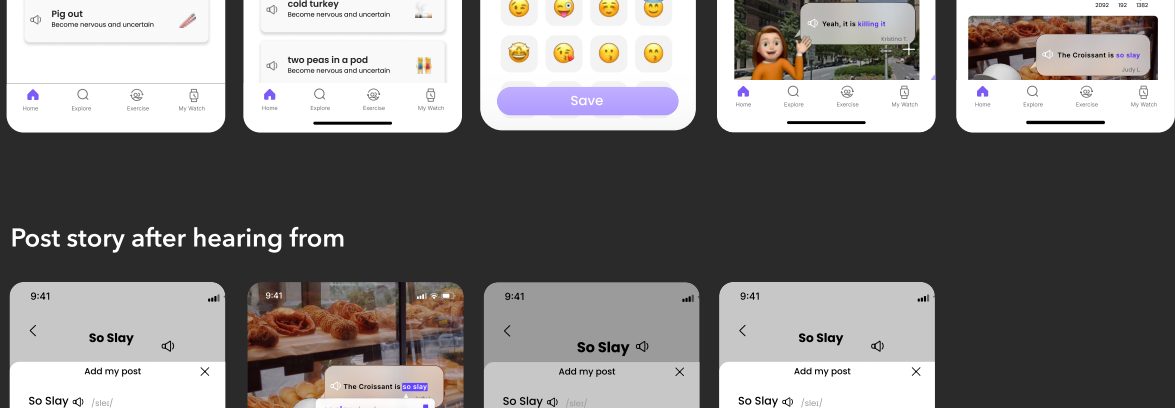 Pig out
Become nervous and uncertain
Home
Explore
Exercise
My Watch
cold turkey
Become nervous and uncertain
two peas in a pod
Become nervous and uncertain
Home
Explore
Exercise
My Watch
Save
Yeah, it is killing it
Kristina T.
Home
Explore
Exercise
My Watch
2092 192 1382
The Croissant is so slay
Judy L
Home
Explore
Exercise
My Watch
Post story after hearing from
9:41
So Slay
Add my post
So Slay /sleɪ/
9:41
The Croissant is so slay
9:41
So Slay
Add my post
So Slay /sleɪ/
9:41
So Slay
Add my post
So Slay /sleɪ/